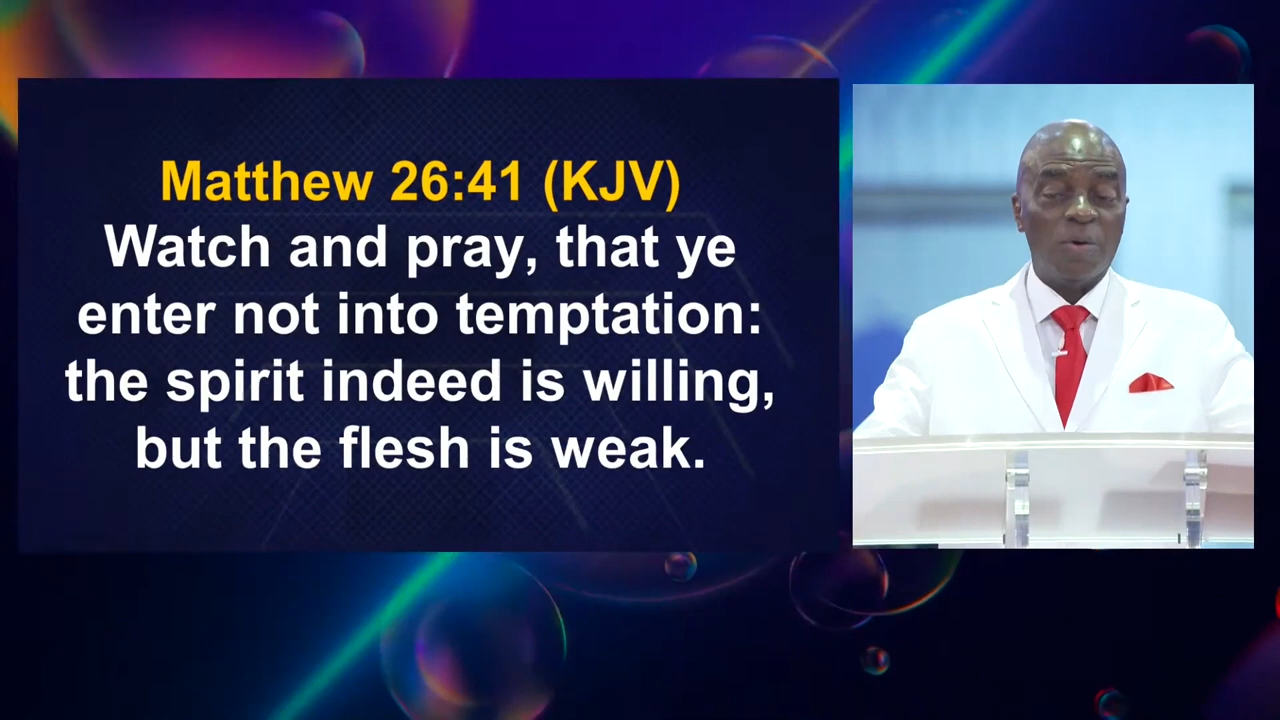 Matthew 26:41 (KJV)
Watch and pray, that ye
enter not into temptation:
the spirit indeed is willing,
but the flesh is weak.